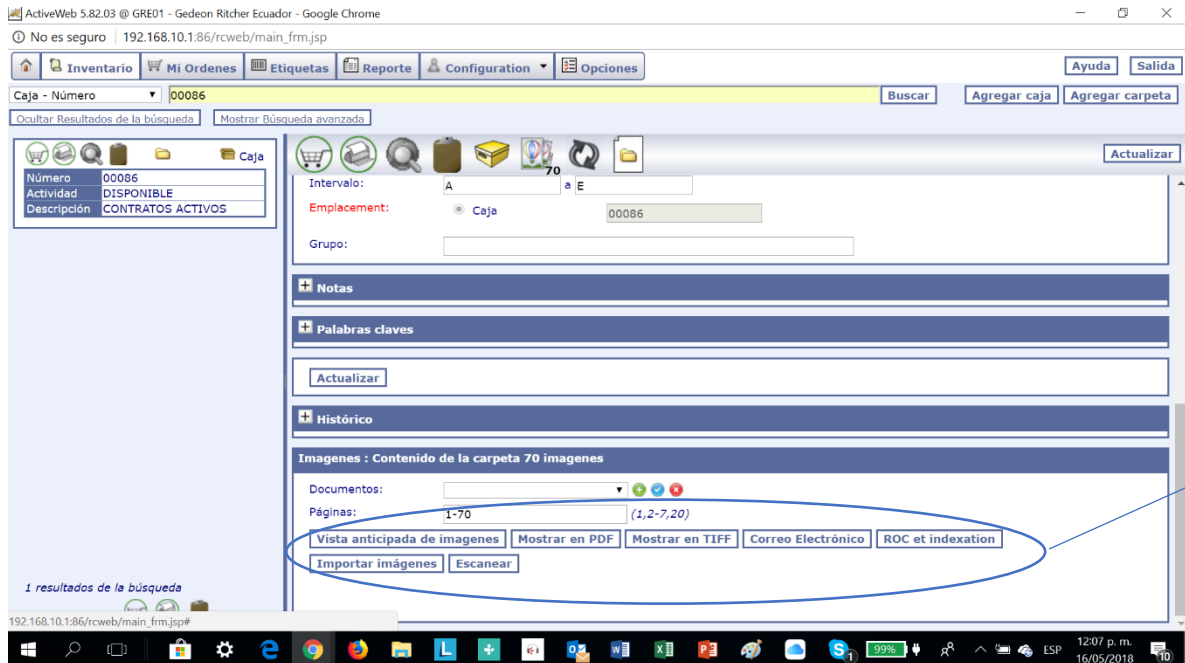 ActiveWeb 5.82.03 @ GRE01 - Gedeon Ritcher Ecuador - Google Chrome
No es seguro | 192.168.10.1:86/rcweb/main_frm.jsp
Inventario Mi Ordenes Etiquetas Reporte Configuration Opciones Ayuda Salida
Caja - Número 00086 Buscar Agregar caja Agregar carpeta
Ocultar Resultados de la búsqueda Mostrar Búsqueda avanzada
Caja
Número 00086
Actividad DISPONIBLE
Descripción CONTRATOS ACTIVOS
1 resultados de la búsqueda
70
Actualizar
Intervalo: A a E
Emplacement: Caja 00086
Grupo:
Notas
Palabras claves
Actualizar
Histórico
Imagenes : Contenido de la carpeta 70 imagenes
Documentos:
Páginas: 1-70 (1,2-7,20)
Vista anticipada de imagenes Mostrar en PDF Mostrar en TIFF Correo Electrónico ROC et indexation
Importar imágenes Escanear
192.168.10.1:86/rcweb/main_frm.jsp#
99% ESP 12:07 p. m.
16/05/2018 10